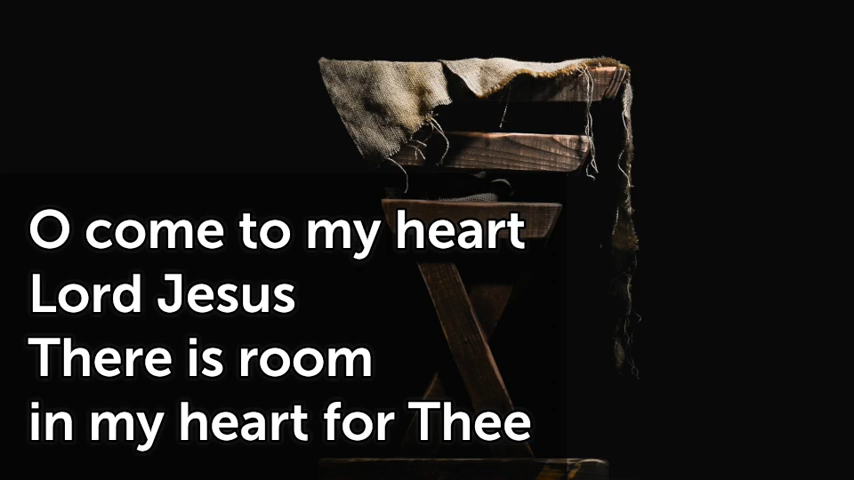 O come to my heart
Lord Jesus
There is room
in my heart for Thee